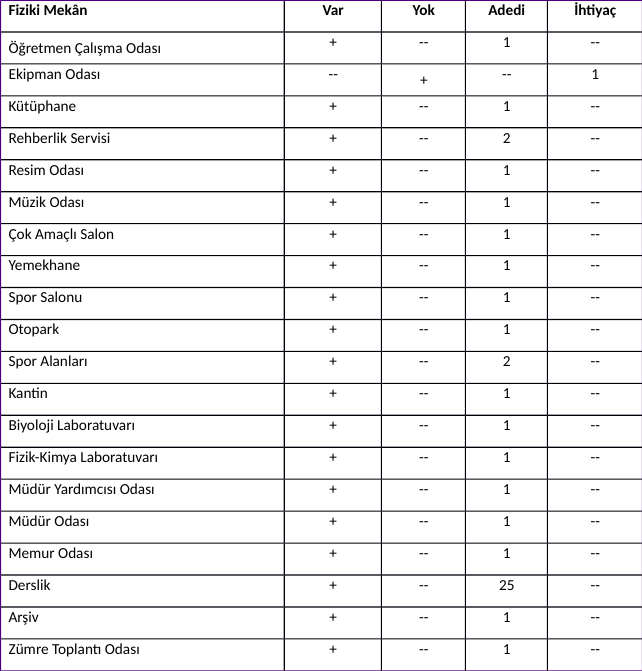 Fiziki Mekân Var Yok Adedi İhtiyaç
Öğretmen Çalışma Odası + -- 1 --
Ekipman Odası -- + -- 1
Kütüphane + -- 1 --
Rehberlik Servisi + -- 2 --
Resim Odası + -- 1 --
Müzik Odası + -- 1 --
Çok Amaçlı Salon + -- 1 --
Yemekhane + -- 1 --
Spor Salonu + -- 1 --
Otopark + -- 1 --
Spor Alanları + -- 2 --
Kantin + -- 1 --
Biyoloji Laboratuvarı + -- 1 --
Fizik-Kimya Laboratuvarı + -- 1 --
Müdür Yardımcısı Odası + -- 1 --
Müdür Odası + -- 1 --
Memur Odası + -- 1 --
Derslik + -- 25 --
Arşiv + -- 1 --
Zümre Toplantı Odası + -- 1 --